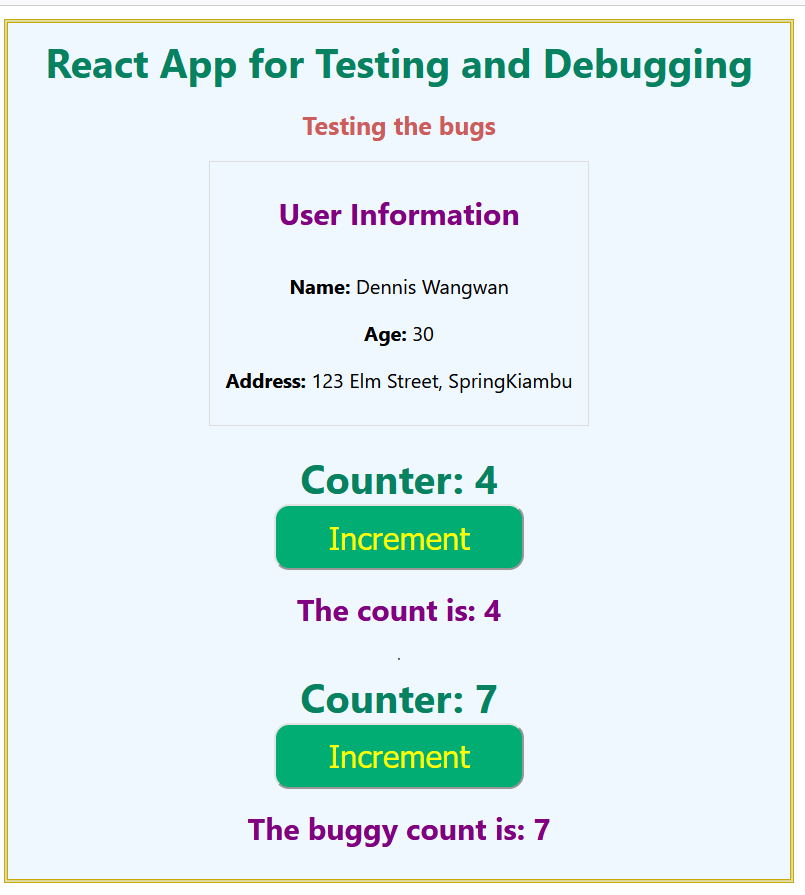 React App for Testing and Debugging
Testing the bugs
User Information
Name: Dennis Wangwan
Age: 30
Address: 123 Elm Street, SpringKiambu
Counter: 4
Increment
The count is: 4
.
Counter: 7
Increment
The buggy count is: 7